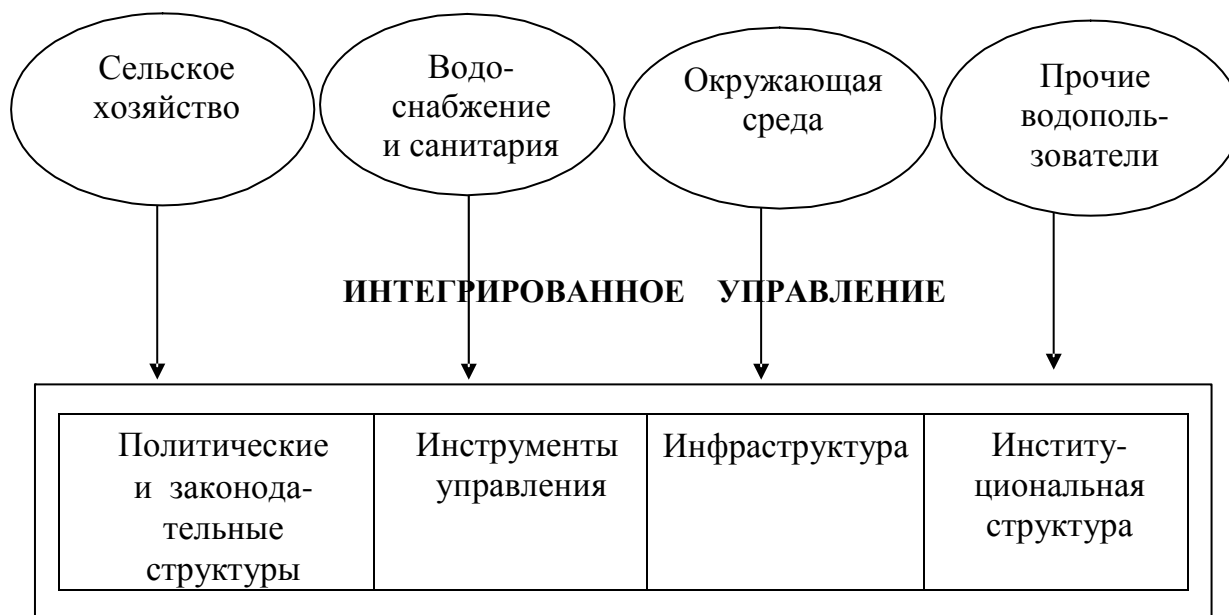 Сельское
хозяйство
Водо-
снабжение
и санитария
Окружающая
среда
Прочие
водополь-
зователи
ИНТЕГРИРОВАННОЕ УПРАВЛЕНИЕ
Политические
и законода-
тельные
структуры
Инструменты
управления
Инфраструктура
Институ-
циональная
структура